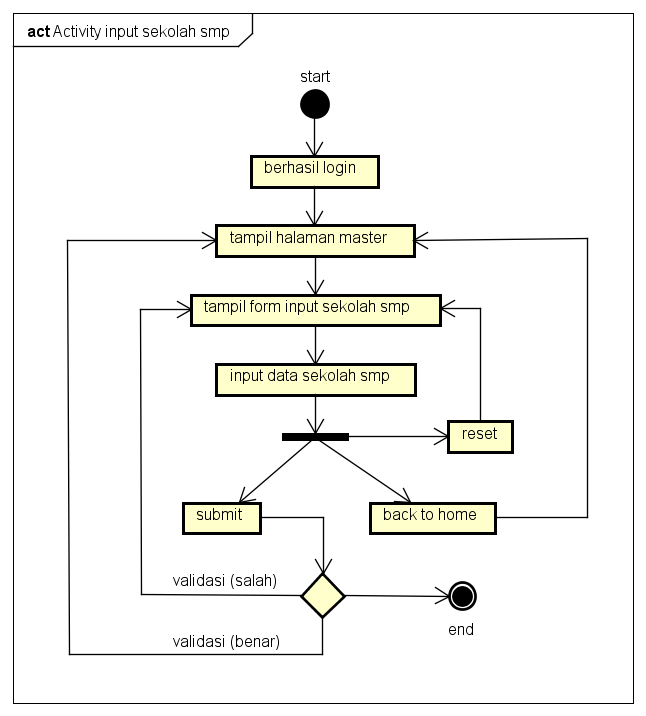 act Activity input sekolah smp
start
berhasil login
tampil halaman master
tampil form input sekolah smp
input data sekolah smp
reset
submit
back to home
validasi (salah)
end
validasi (benar)